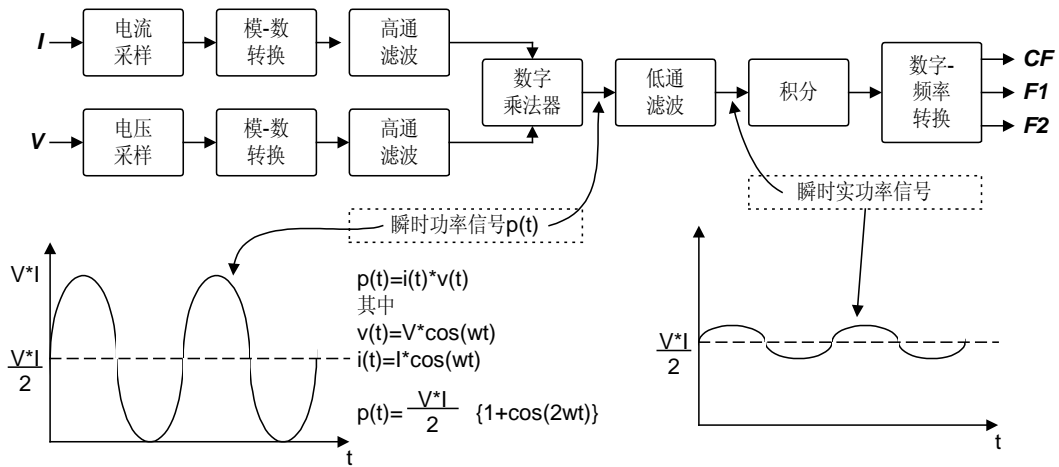 I
电流
采样
模-数
转换
高通
滤波
V
电压
采样
模-数
转换
高通
滤波
数字
乘法器
低通
滤波
积分
数字-
频率
转换
CF
F1
F2
瞬时功率信号p(t)
瞬时实功率信号
V*I
V*I
2
t
p(t)=i(t)*v(t)
其中
v(t)=V*cos(wt)
i(t)=I*cos(wt)
p(t)= V*I
2 {1+cos(2wt)}
V*I
2
t